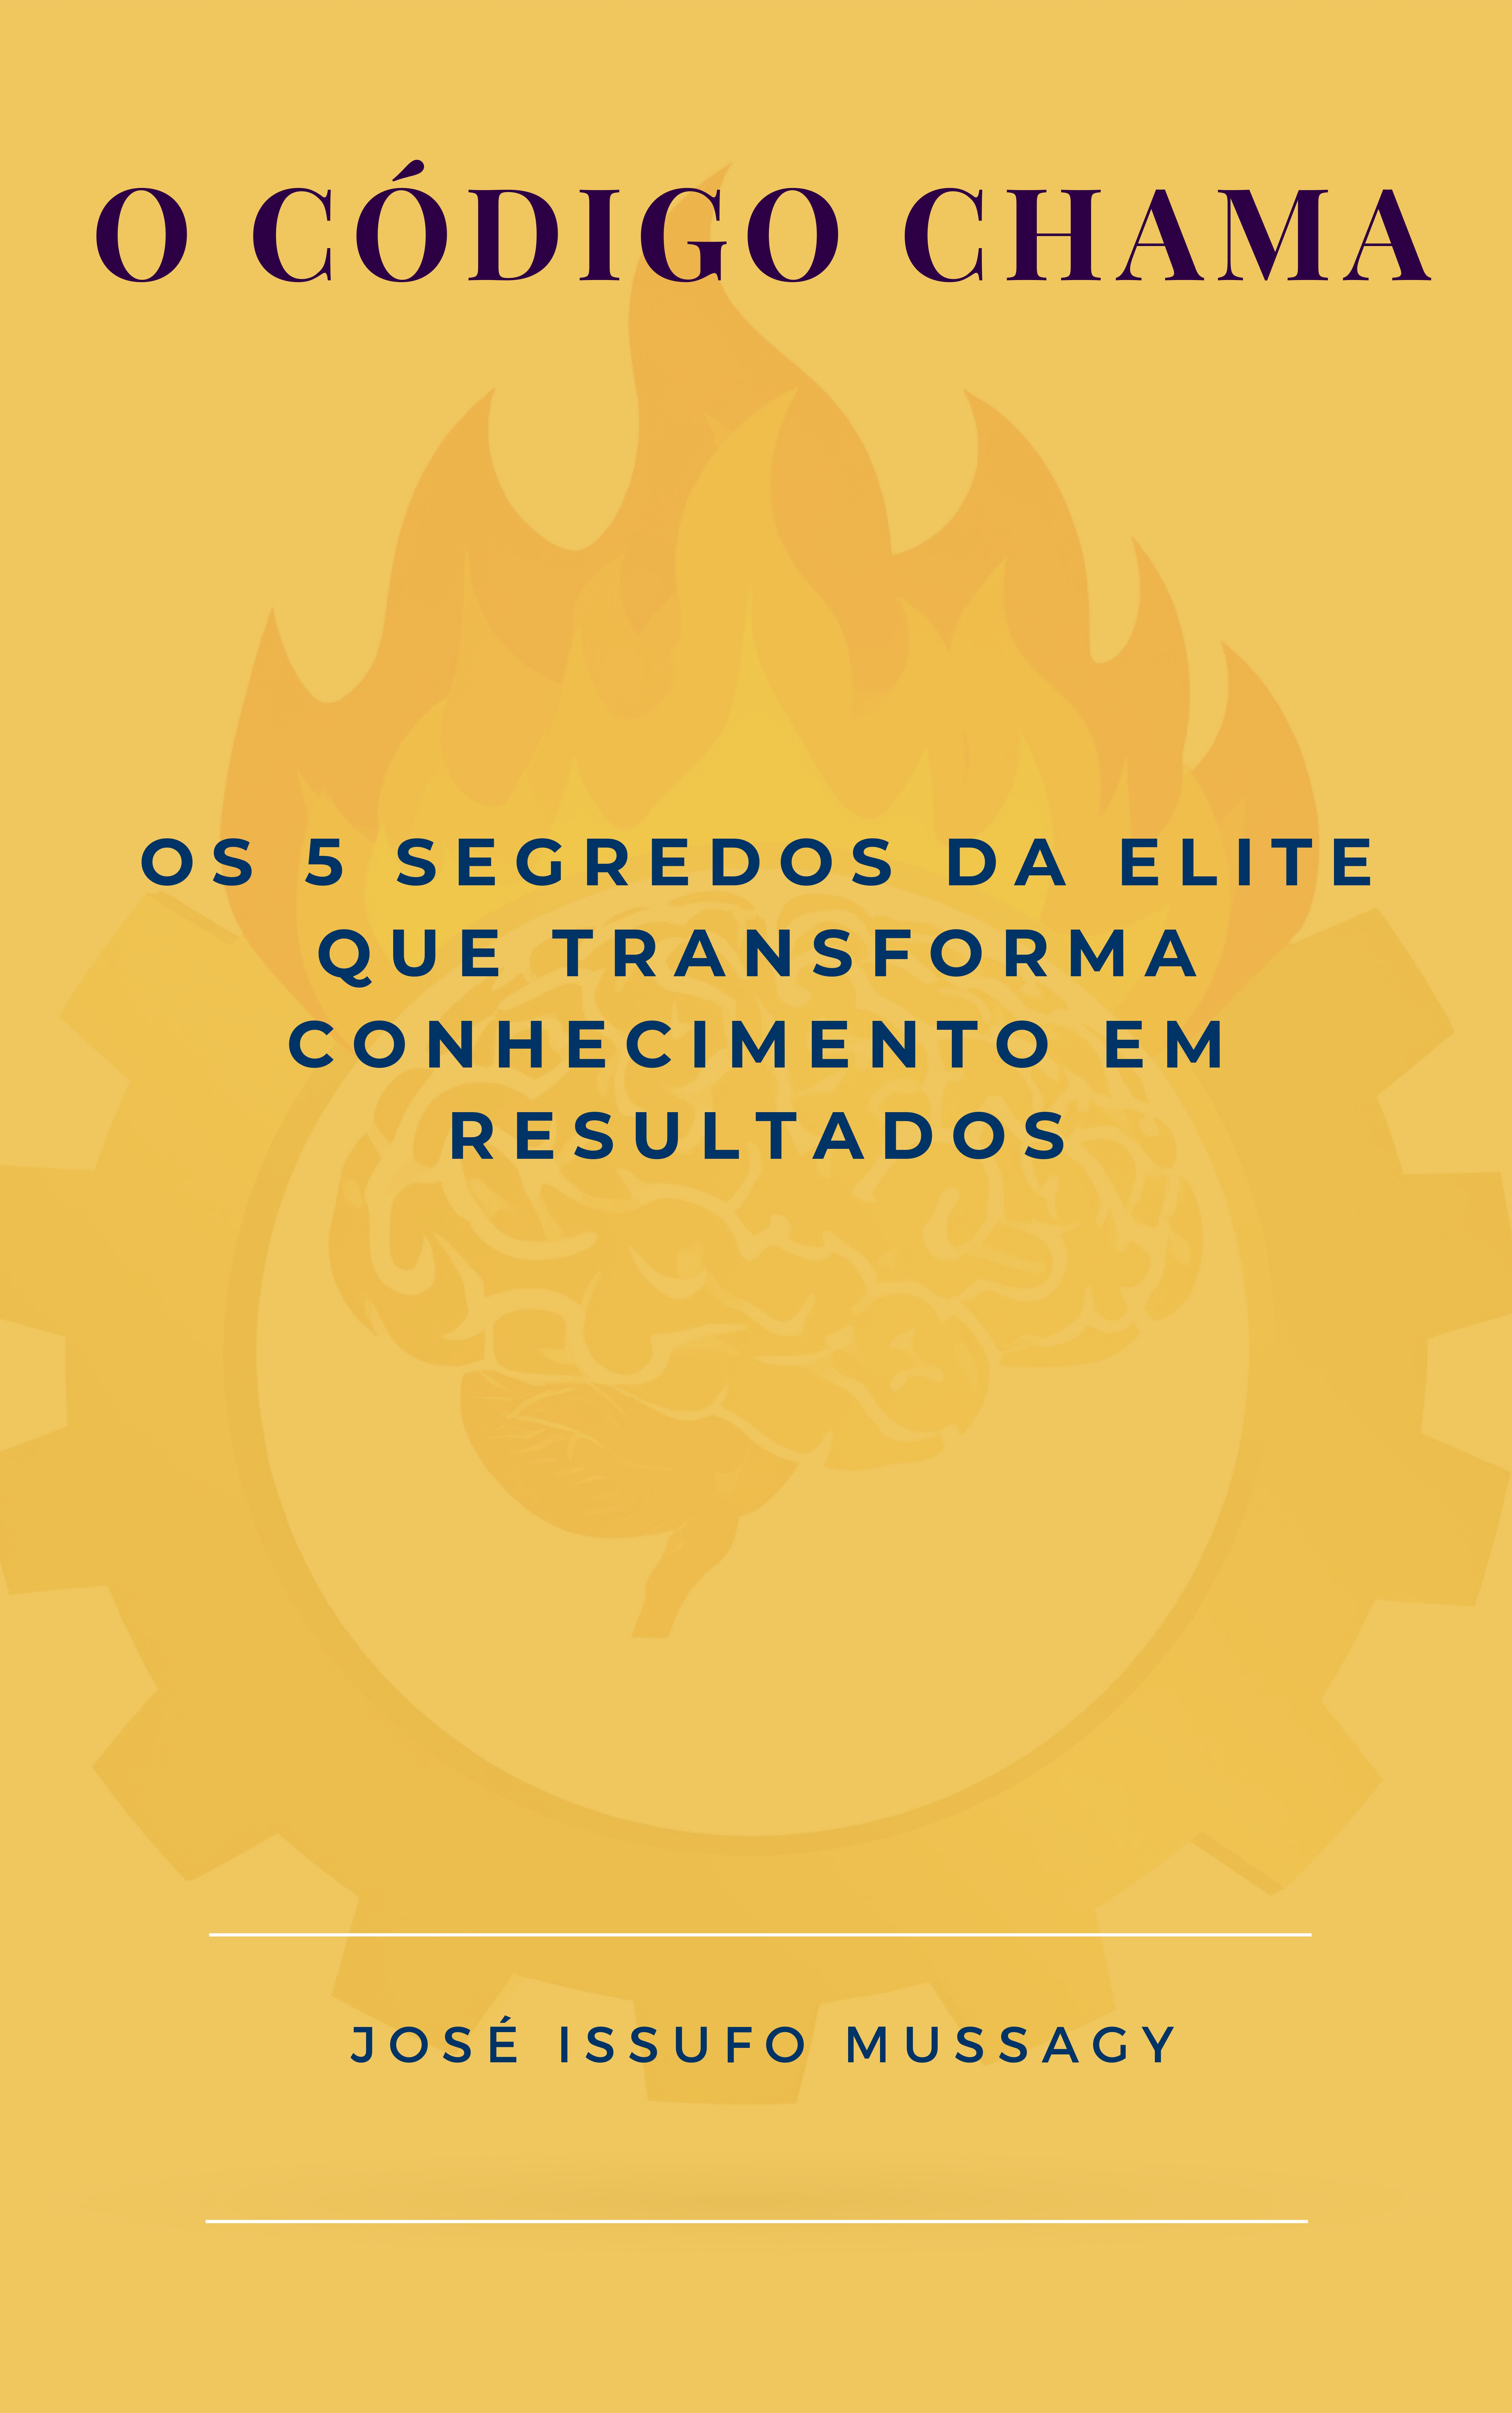 O CÓDIGO CHAMA
OS 5 SEGREDOS DA ELITE
QUE TRANSFORMA
CONHECIMENTO EM
RESULTADOS
JOSÉ ISSUFO MUSSAGY